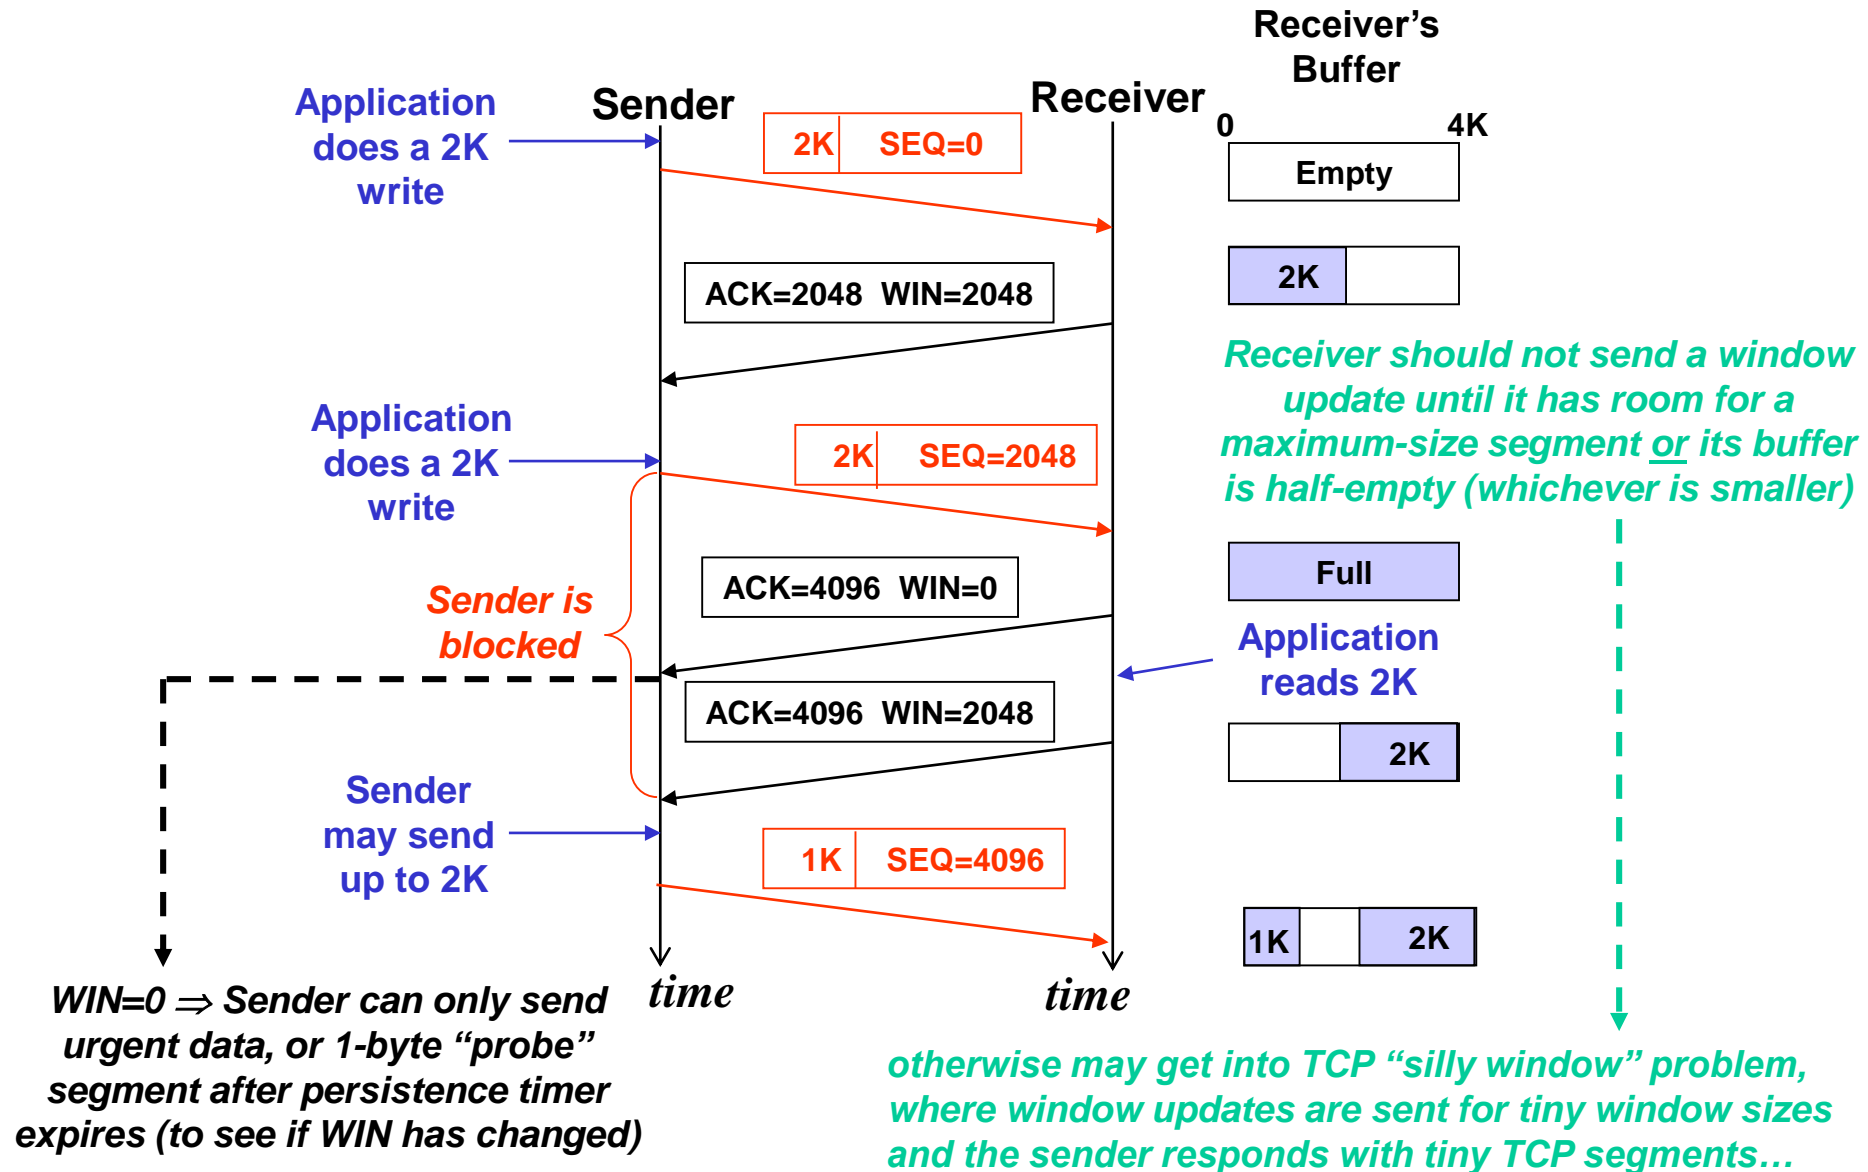 Receiver's
Buffer
Application
does a 2K
write
Sender
Receiver
0
4K
2K
SEQ=0
Empty
ACK=2048 WIN=2048
2K
Receiver should not send a window
update until it has room for a
maximum-size segment or its buffer
is half-empty (whichever is smaller)
Application
does a 2K
write
2K
SEQ=2048
Sender is
blocked
ACK=4096 WIN=0
Full
Application
reads 2K
ACK=4096 WIN=2048
2K
Sender
may send
up to 2K
1K
SEQ=4096
1K
2K
time
time
WIN=0 ⇒ Sender can only send
urgent data, or 1-byte “probe”
segment after persistence timer
expires (to see if WIN has changed)
otherwise may get into TCP “silly window” problem,
where window updates are sent for tiny window sizes
and the sender responds with tiny TCP segments…